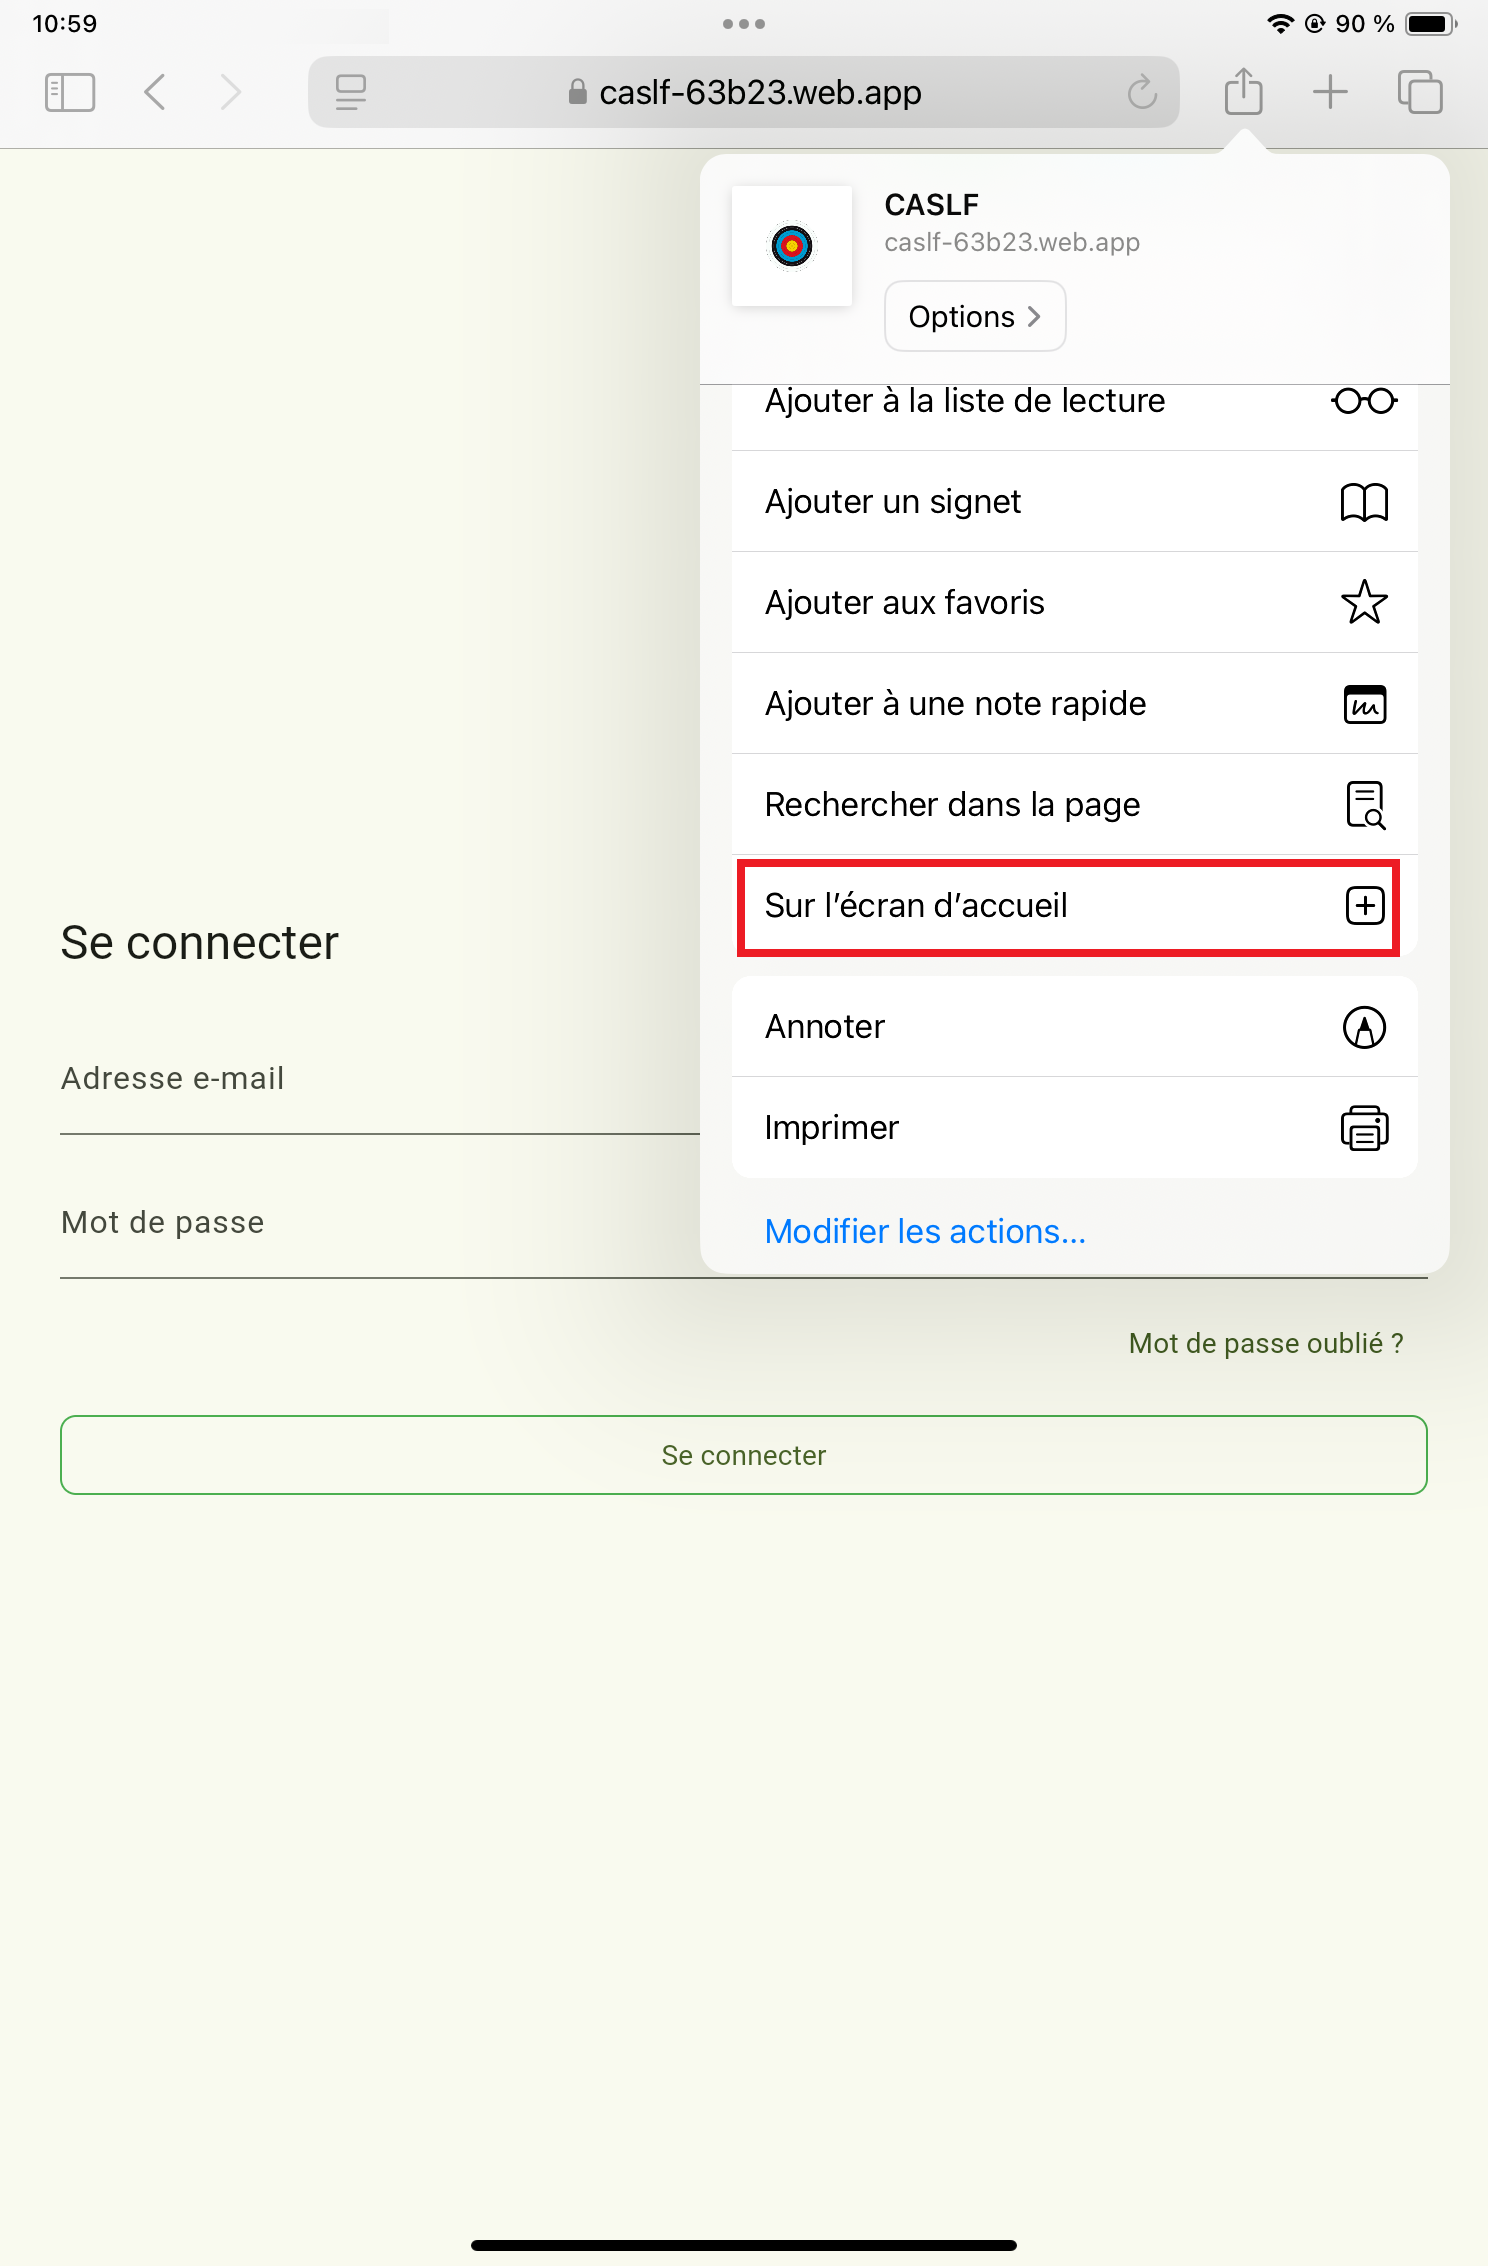 10:59
90 %
caslf-63b23.web.app
CASLF
caslf-63b23.web.app
Options
Ajouter à la liste de lecture
Ajouter un signet
Ajouter aux favoris
Ajouter à une note rapide
Rechercher dans la page
Sur l’écran d’accueil
Annoter
Imprimer
Modifier les actions...
Se connecter
Adresse e-mail
Mot de passe
Mot de passe oublié ?
Se connecter